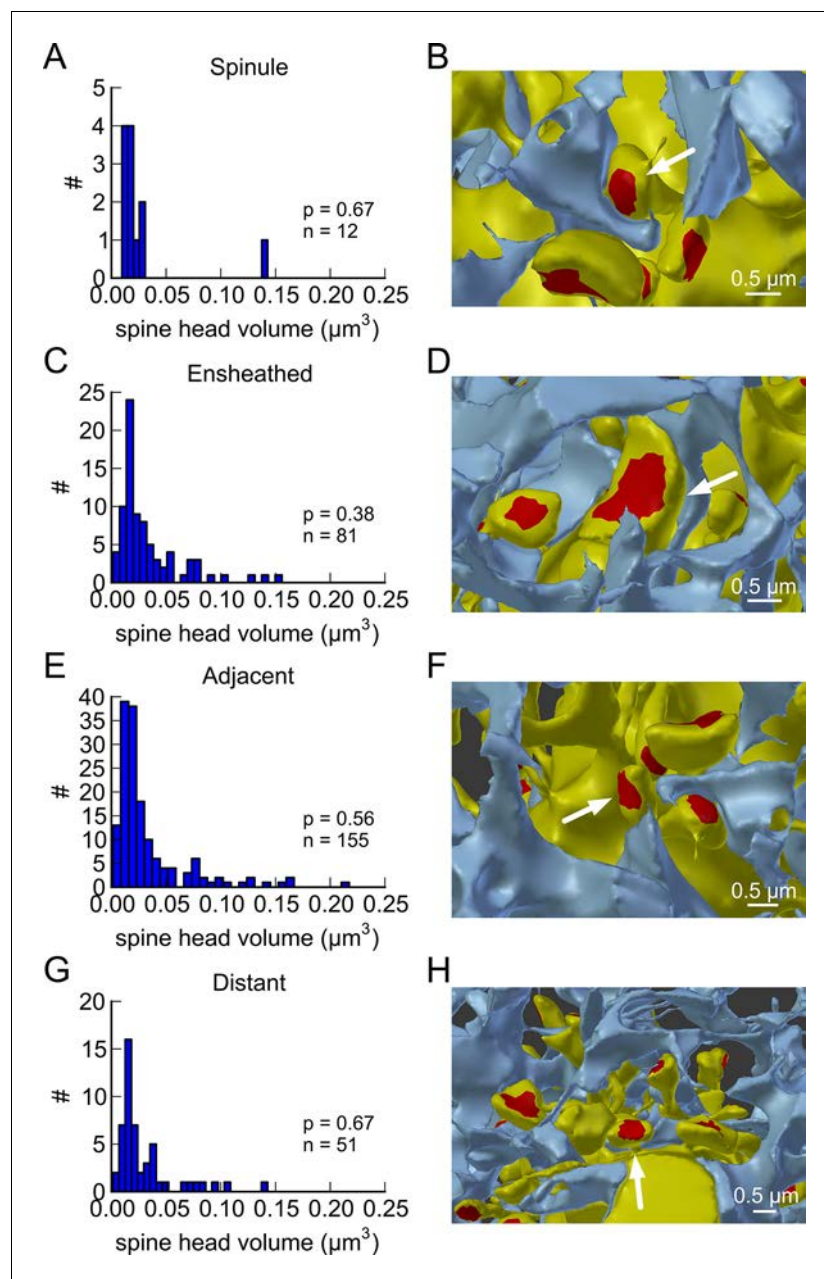 A
Spinule
5
4
3
2
1
0
#
p = 0.67
n = 12
0.00 0.05 0.10 0.15 0.20 0.25
spine head volume (µm³)
B
0.5 µm
C
Ensheathed
25
20
15
10
5
0
#
p = 0.38
n = 81
0.00 0.05 0.10 0.15 0.20 0.25
spine head volume (µm³)
D
0.5 µm
E
Adjacent
40
35
30
25
20
15
10
5
0
#
p = 0.56
n = 155
0.00 0.05 0.10 0.15 0.20 0.25
spine head volume (µm³)
F
0.5 µm
G
Distant
20
15
10
5
0
#
p = 0.67
n = 51
0.00 0.05 0.10 0.15 0.20 0.25
spine head volume (µm³)
H
0.5 µm